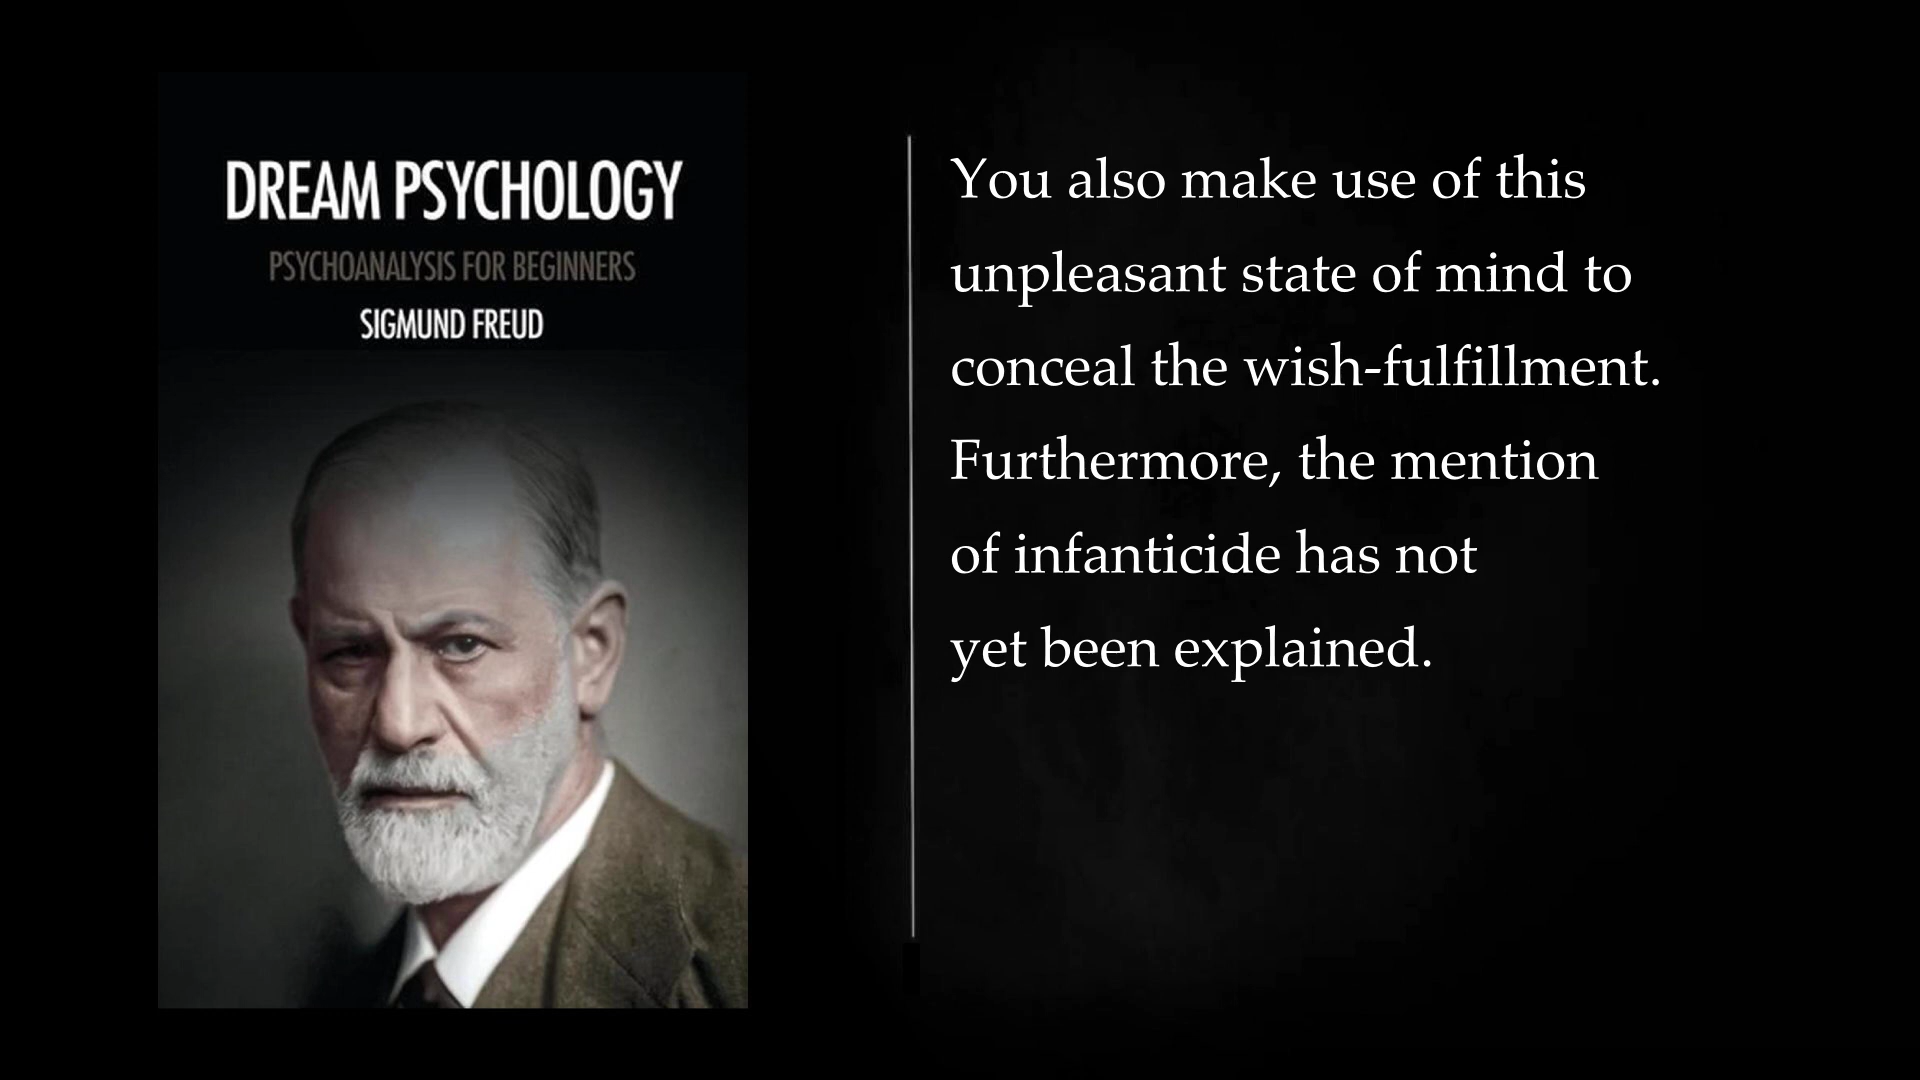 DREAM PSYCHOLOGY
PSYCHOANALYSIS FOR BEGINNERS
SIGMUND FREUD
You also make use of this
unpleasant state of mind to
conceal the wish-fulfillment.
Furthermore, the mention
of infanticide has not
yet been explained.